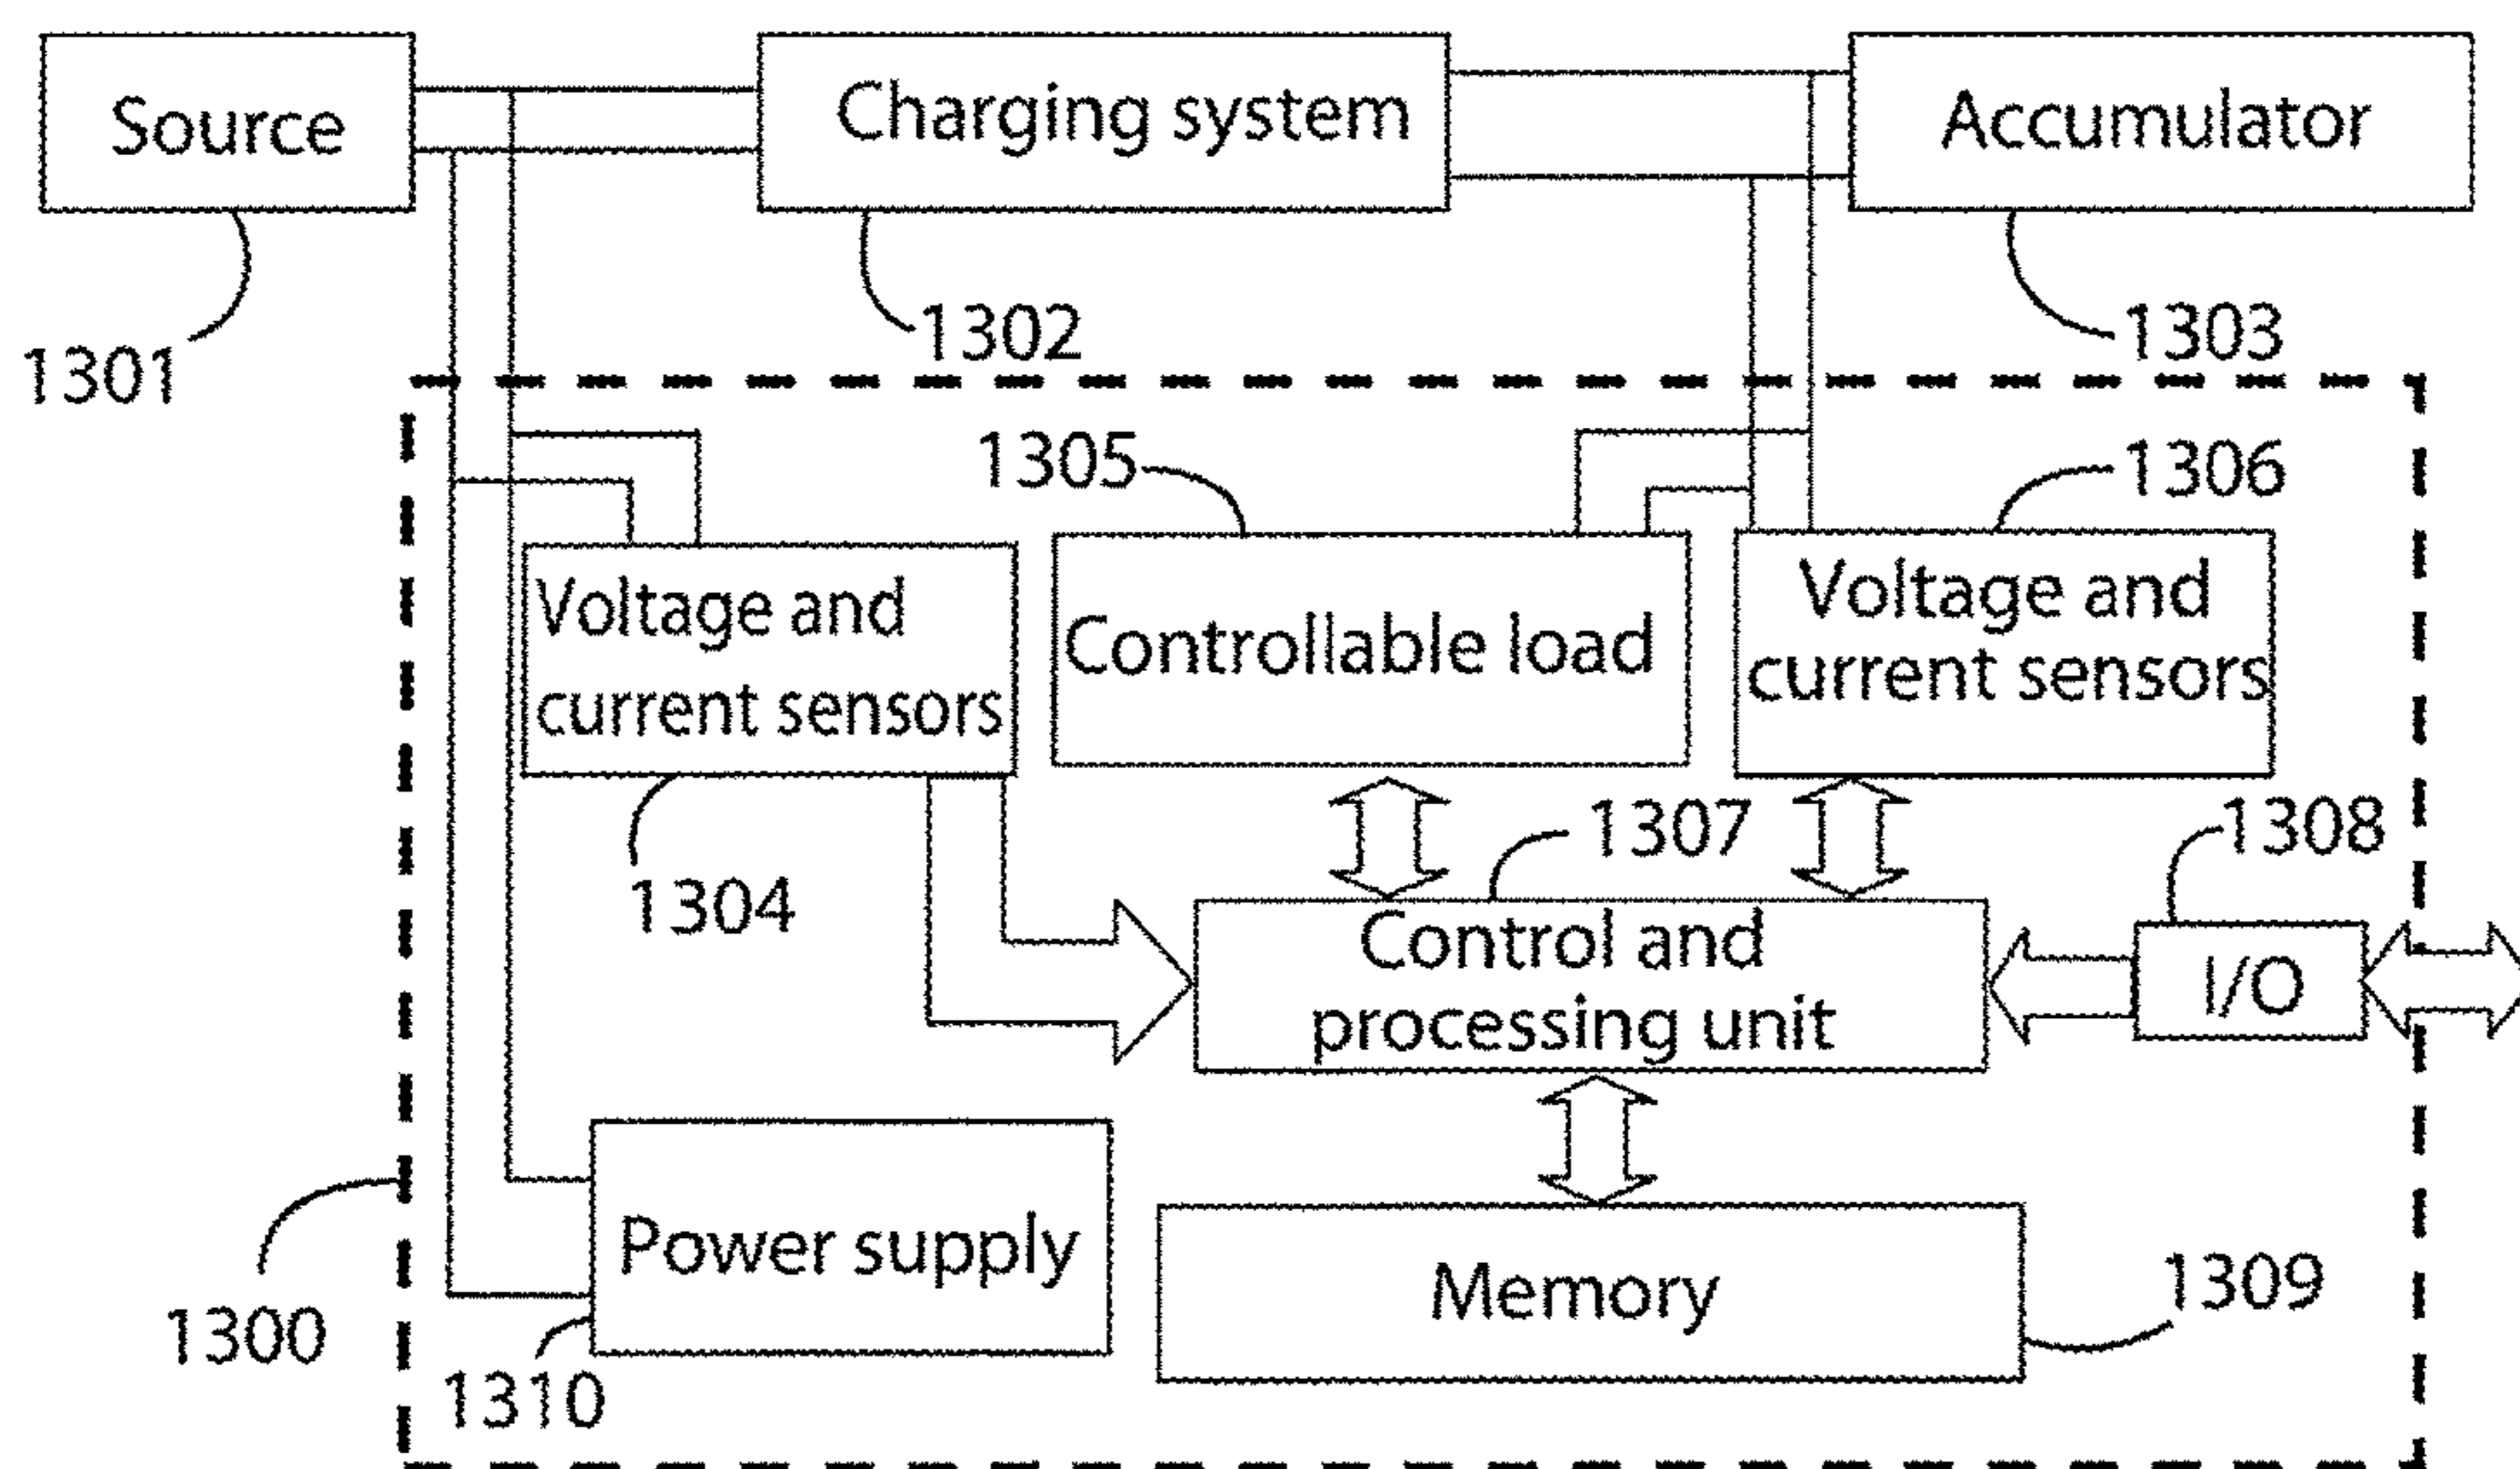 Source
Charging system
Accumulator
1301
1302
1303
1305
1306
Voltage and
current sensors
Controllable load
Voltage and
current sensors
1304
1307
1308
Control and
processing unit
I/O
Power supply
Memory
1300
1310
1309